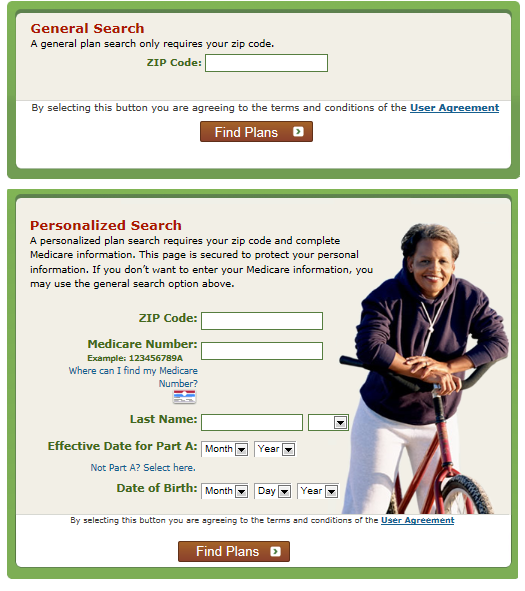 General Search
A general plan search only requires your zip code.
ZIP Code:
By selecting this button you are agreeing to the terms and conditions of the User Agreement
Find Plans
Personalized Search
A personalized plan search requires your zip code and complete
Medicare information. This page is secured to protect your personal
information. If you don't want to enter your Medicare information, you
may use the general search option above.
ZIP Code:
Medicare Number:
Example: 123456789A
Where can I find my Medicare
Number?
Last Name:
Effective Date for Part A: Month Year
Not Part A? Select here.
Date of Birth: Month Day Year
By selecting this button you are agreeing to the terms and conditions of the User Agreement
Find Plans